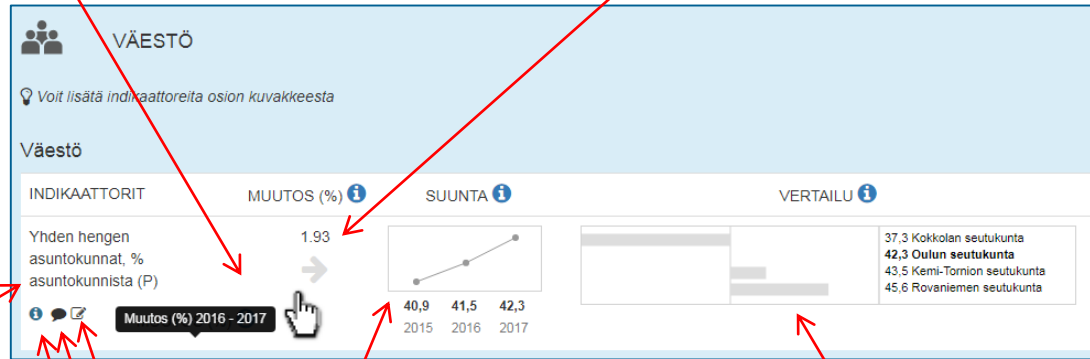 VÄESTÖ
Voit lisätä indikaattoreita osion kuvakkeesta
Väestö
INDIKAATTORIT MUUTOS (%) SUUNTA VERTAILU
Yhden hengen
asuntokunnat, %
asuntokunnista (P)
1.93
Muutos (%) 2016 - 2017
40,9 41,5 42,3
2015 2016 2017
37,3 Kokkolan seutukunta
42,3 Oulun seutukunta
43,5 Kemi-Tornion seutukunta
45,6 Rovaniemen seutukunta